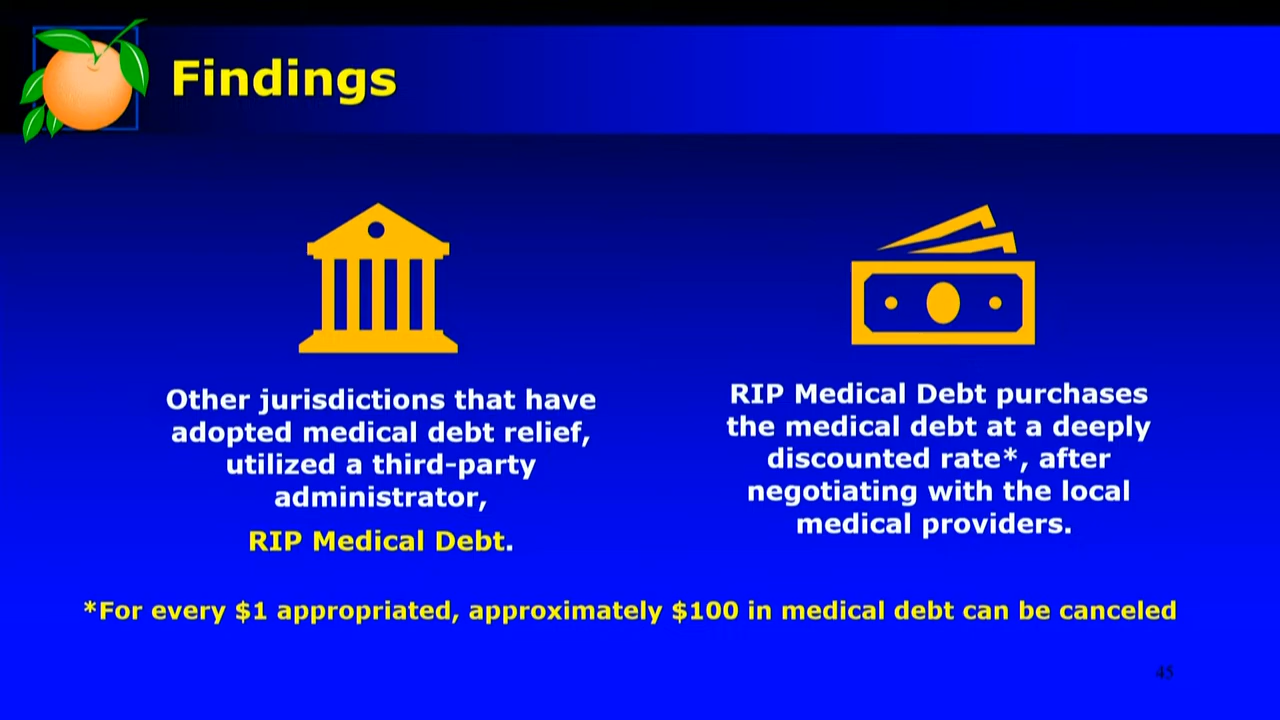 Findings
Other jurisdictions that have
adopted medical debt relief,
utilized a third-party
administrator,
RIP Medical Debt.
RIP Medical Debt purchases
the medical debt at a deeply
discounted rate*, after
negotiating with the local
medical providers.
*For every $1 appropriated, approximately $100 in medical debt can be canceled
45